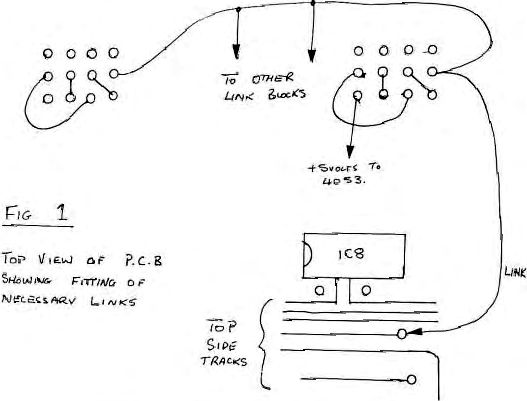 TO OTHER
LINK BLOCKS
+5VOLTS TO
4053.
FIG 1
TOP VIEW OF P.C.B
SHOWING FITTING OF
NECESSARY LINKS
IC8
LINK
TOP
SIDE
TRACKS